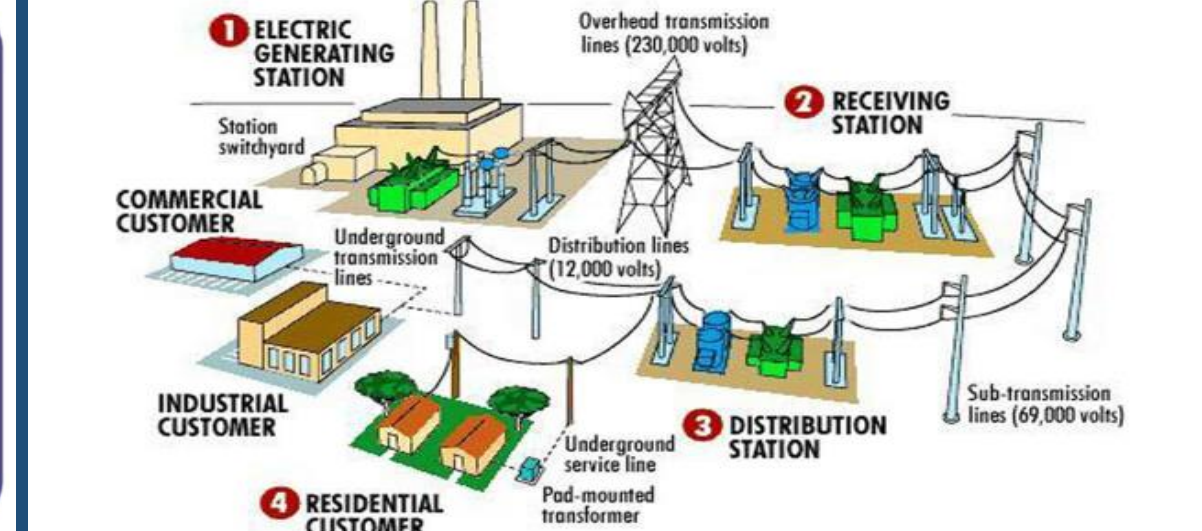 1 ELECTRIC
GENERATING
STATION
Overhead transmission
lines (230,000 volts)
2 RECEIVING
STATION
Station
switchyard
COMMERCIAL
CUSTOMER
Underground
transmission
lines
Distribution lines
(12,000 volts)
INDUSTRIAL
CUSTOMER
Sub-transmission
lines (69,000 volts)
3 DISTRIBUTION
STATION
Underground
service line
Pad-mounted
transformer
4 RESIDENTIAL
CUSTOMER